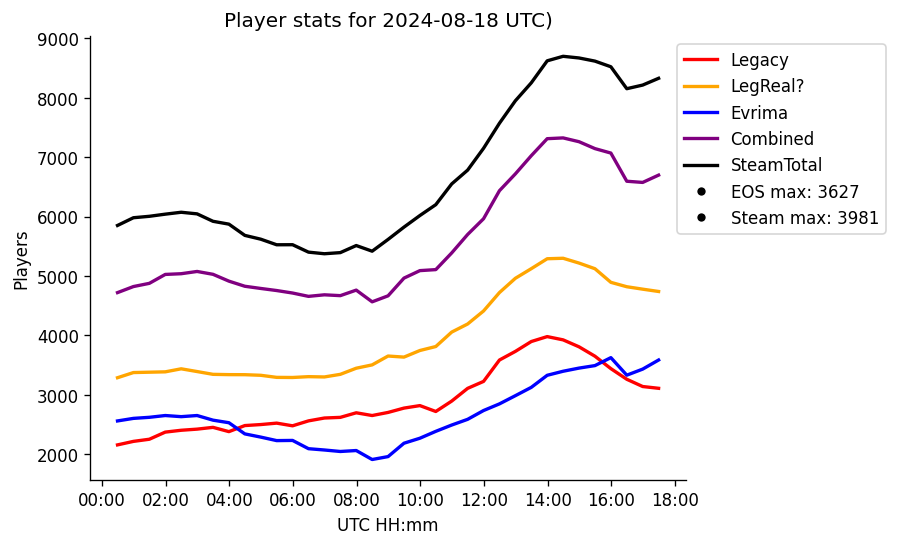 Player stats for 2024-08-18 UTC)
9000
8000
7000
6000
5000
4000
3000
2000
Players
00:00 02:00 04:00 06:00 08:00 10:00 12:00 14:00 16:00 18:00
UTC HH:mm
Legacy
LegReal?
Evrima
Combined
SteamTotal
EOS max: 3627
Steam max: 3981